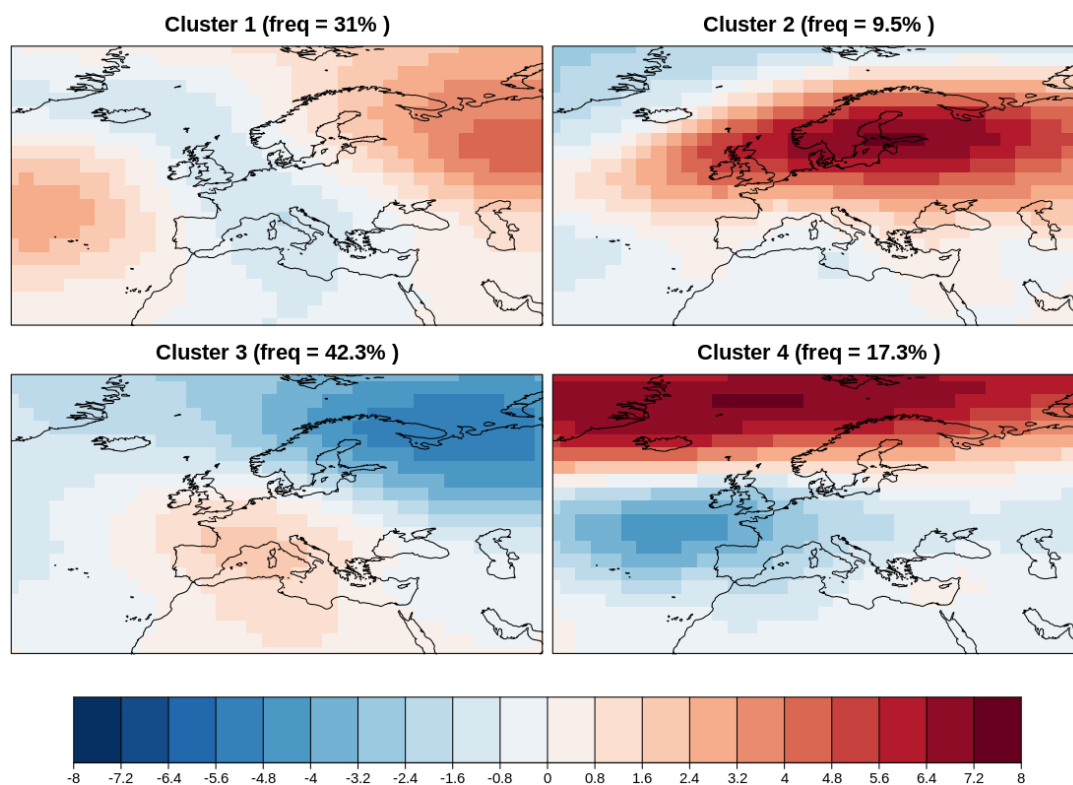 Cluster 1 (freq = 31% )
Cluster 2 (freq = 9.5% )
Cluster 3 (freq = 42.3% )
Cluster 4 (freq = 17.3% )
-8 -7.2 -6.4 -5.6 -4.8 -4 -3.2 -2.4 -1.6 -0.8 0 0.8 1.6 2.4 3.2 4 4.8 5.6 6.4 7.2 8